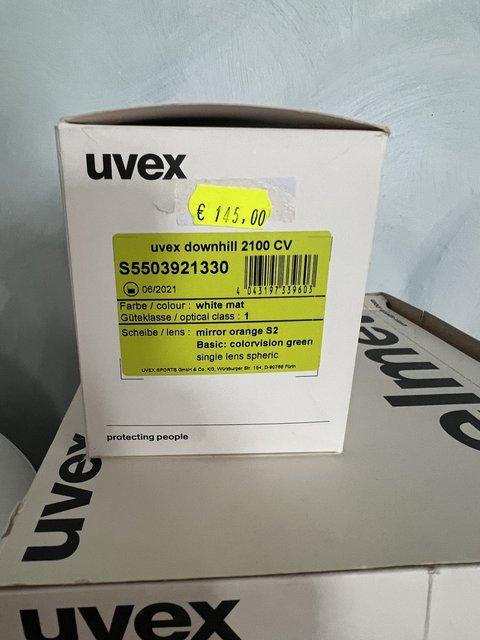 uvex
€ 145,00
uvex downhill 2100 CV
S5503921330
06/2021
4 043197 339603
Farbe / colour : white mat
Güteklasse / optical class : 1
Scheibe / lens : mirror orange S2
Basic: colorvision green
single lens spheric
UVEX SPORTS GmbH & Co. KG, Würzburger Str. 154, D-90766 Fürth
protecting people
uvex
elme
uvex